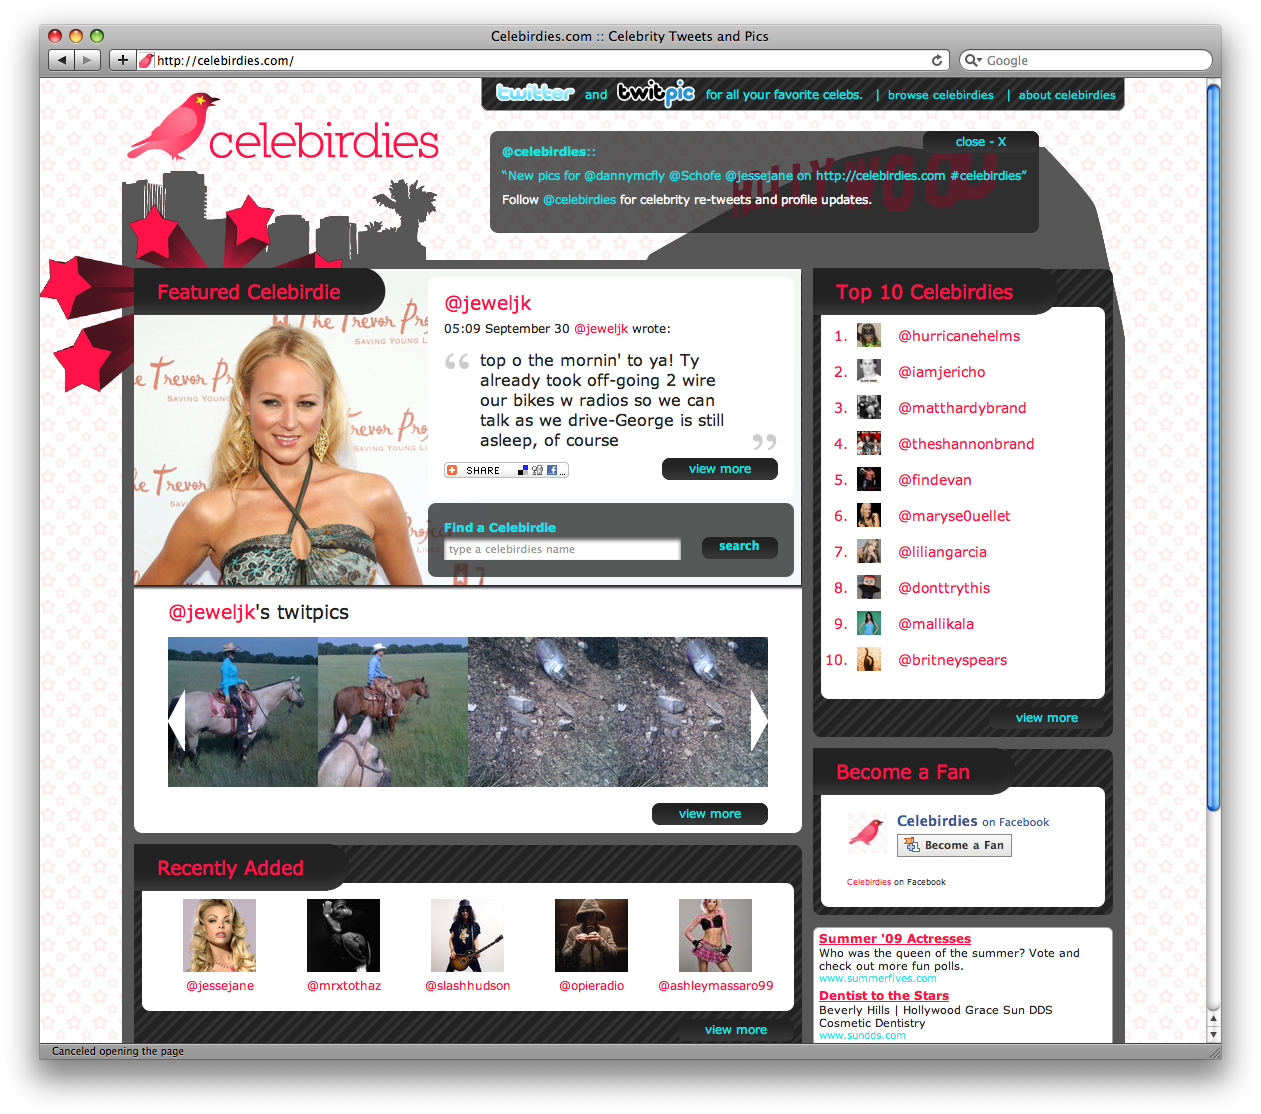 Celebirdies.com :: Celebrity Tweets and Pics
http://celebirdies.com/
Google
twitter and twitpic for all your favorite celebs. | browse celebirdies | about celebirdies
celebirdies
close - X
@celebirdies::
“New pics for @dannymcfly @Schofe @jessejane on http://celebirdies.com #celebirdies”
Follow @celebirdies for celebrity re-tweets and profile updates.
HOLLYWOOD
Featured Celebirdie
The Trevor Project
Saving Young Lives
@jeweljk
05:09 September 30 @jeweljk wrote:
“ top o the mornin' to ya! Ty
already took off-going 2 wire
our bikes w radios so we can
talk as we drive-George is still
asleep, of course ”
SHARE ...
view more
Find a Celebirdie
type a celebirdies name
search
@jeweljk's twitpics
view more
Recently Added
@jessejane
@mrxtothaz
@slashhudson
@opieradio
@ashleymassaro99
view more
Top 10 Celebirdies
1. @hurricanehelms
2. @iamjericho
3. @matthardybrand
4. @theshannonbrand
5. @findevan
6. @maryse0uellet
7. @liliangarcia
8. @donttrythis
9. @mallikala
10. @britneyspears
view more
Become a Fan
Celebirdies on Facebook
Become a Fan
Celebirdies on Facebook
Summer '09 Actresses
Who was the queen of the summer? Vote and
check out more fun polls.
www.summerfives.com
Dentist to the Stars
Beverly Hills | Hollywood Grace Sun DDS
Cosmetic Dentistry
www.sundds.com
Canceled opening the page